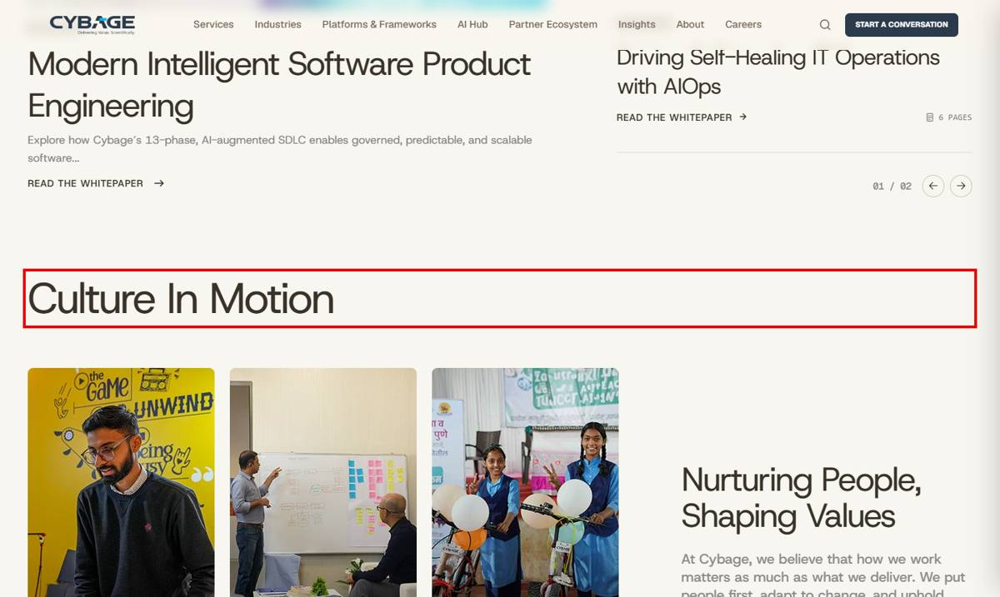 CYBAGE
Delivering Value. Scientifically.
Services
Industries
Platforms & Frameworks
AI Hub
Partner Ecosystem
Insights
About
Careers
START A CONVERSATION
Modern Intelligent Software Product
Engineering
Explore how Cybage's 13-phase, AI-augmented SDLC enables governed, predictable, and scalable
software...
READ THE WHITEPAPER
Driving Self-Healing IT Operations
with AIOps
READ THE WHITEPAPER
6 PAGES
01 / 02
Culture In Motion
the
GAME
UNWIND
being
व
पुणे
CYBAGE
CYBAGE
Nurturing People,
Shaping Values
At Cybage, we believe that how we work
matters as much as what we deliver. We put
people first, adapt to change, and uphold